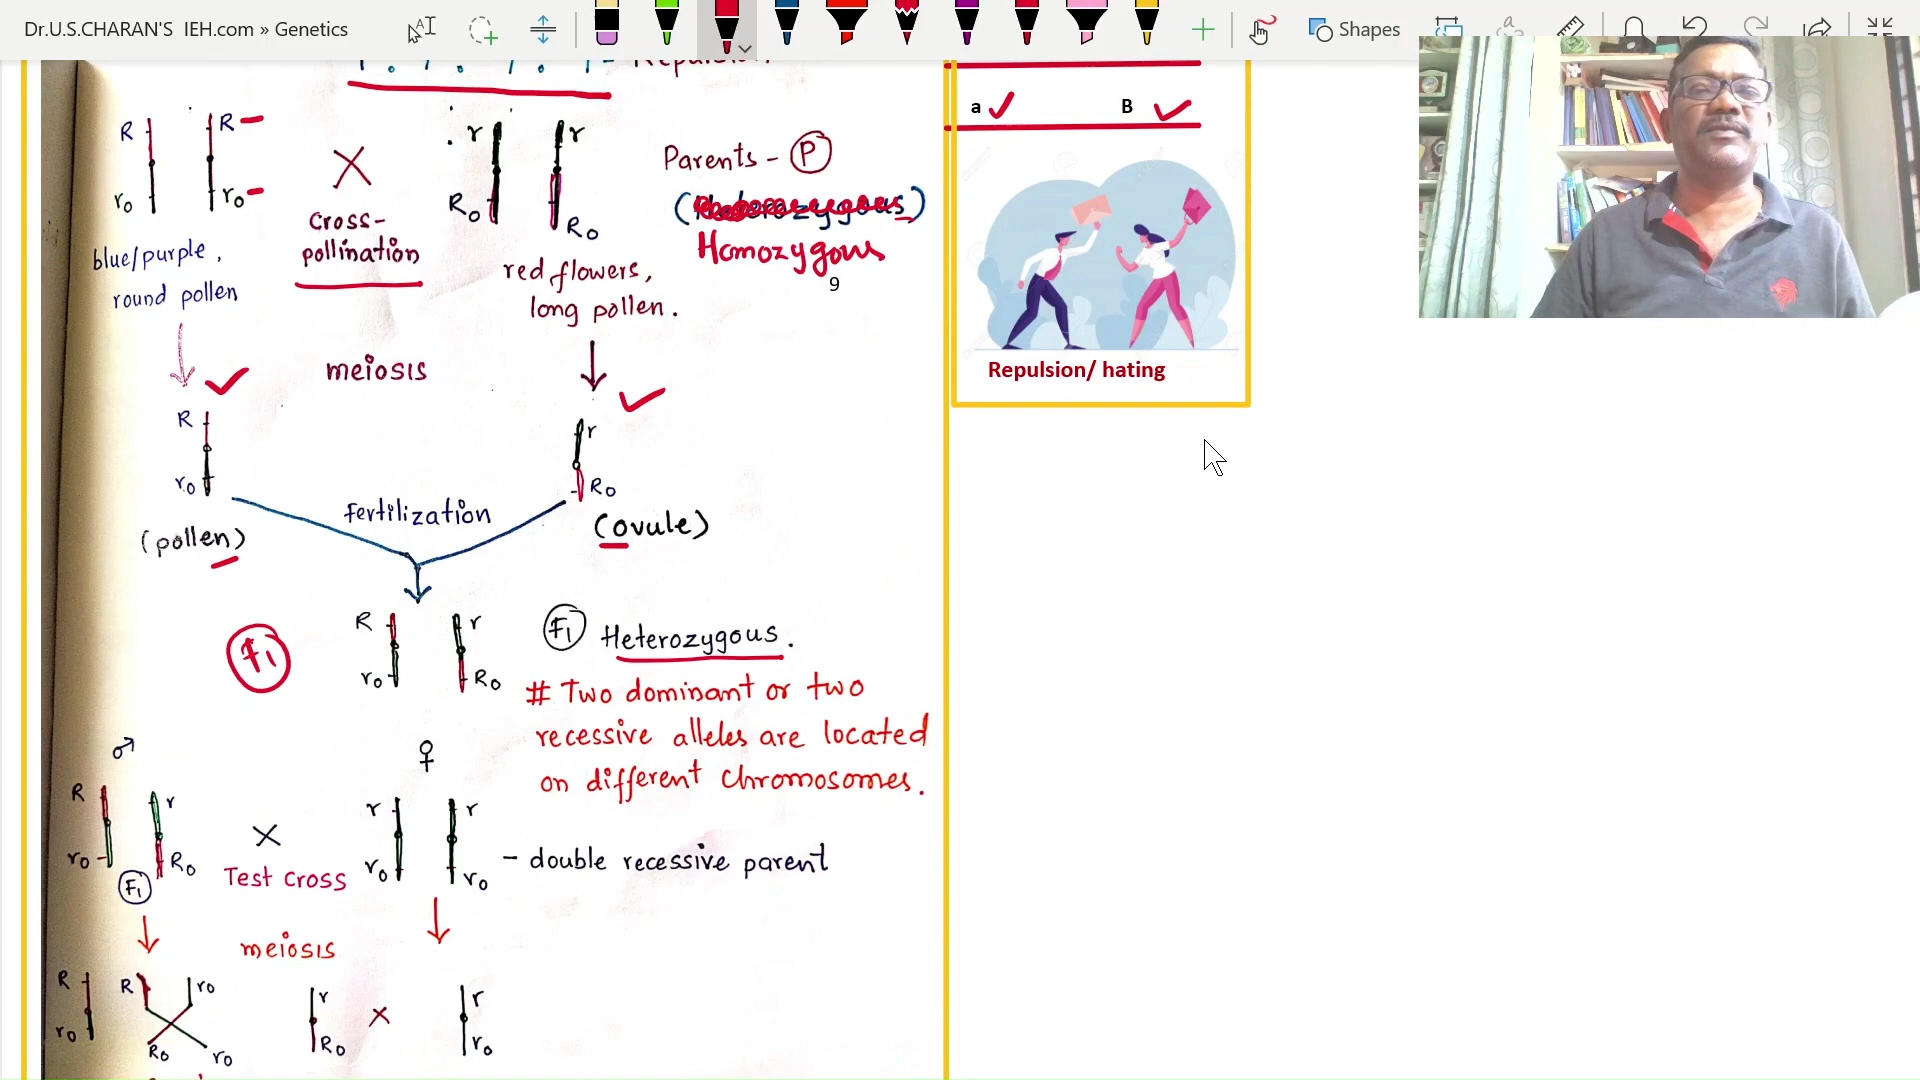 Dr.U.S.CHARAN'S IEH.com » Genetics
Shapes
Repulsion
R R
ro ro
blue/purple,
round pollen
Cross-
pollination
r r
Ro Ro
red flowers,
long pollen.
Parents - P
Homozygous
9
a B
Repulsion/ hating
meiosis
R
ro
(pollen)
Fertilization
r
Ro
(ovule)
F1
R r
ro Ro
F1 Heterozygous.
# Two dominant or two
recessive alleles are located
on different chromosomes.
♂ ♀
R r
ro Ro
F1
X
Test cross
r r
ro ro
- double recessive parent
meiosis
R R ro r x r
ro Ro ro Ro ro